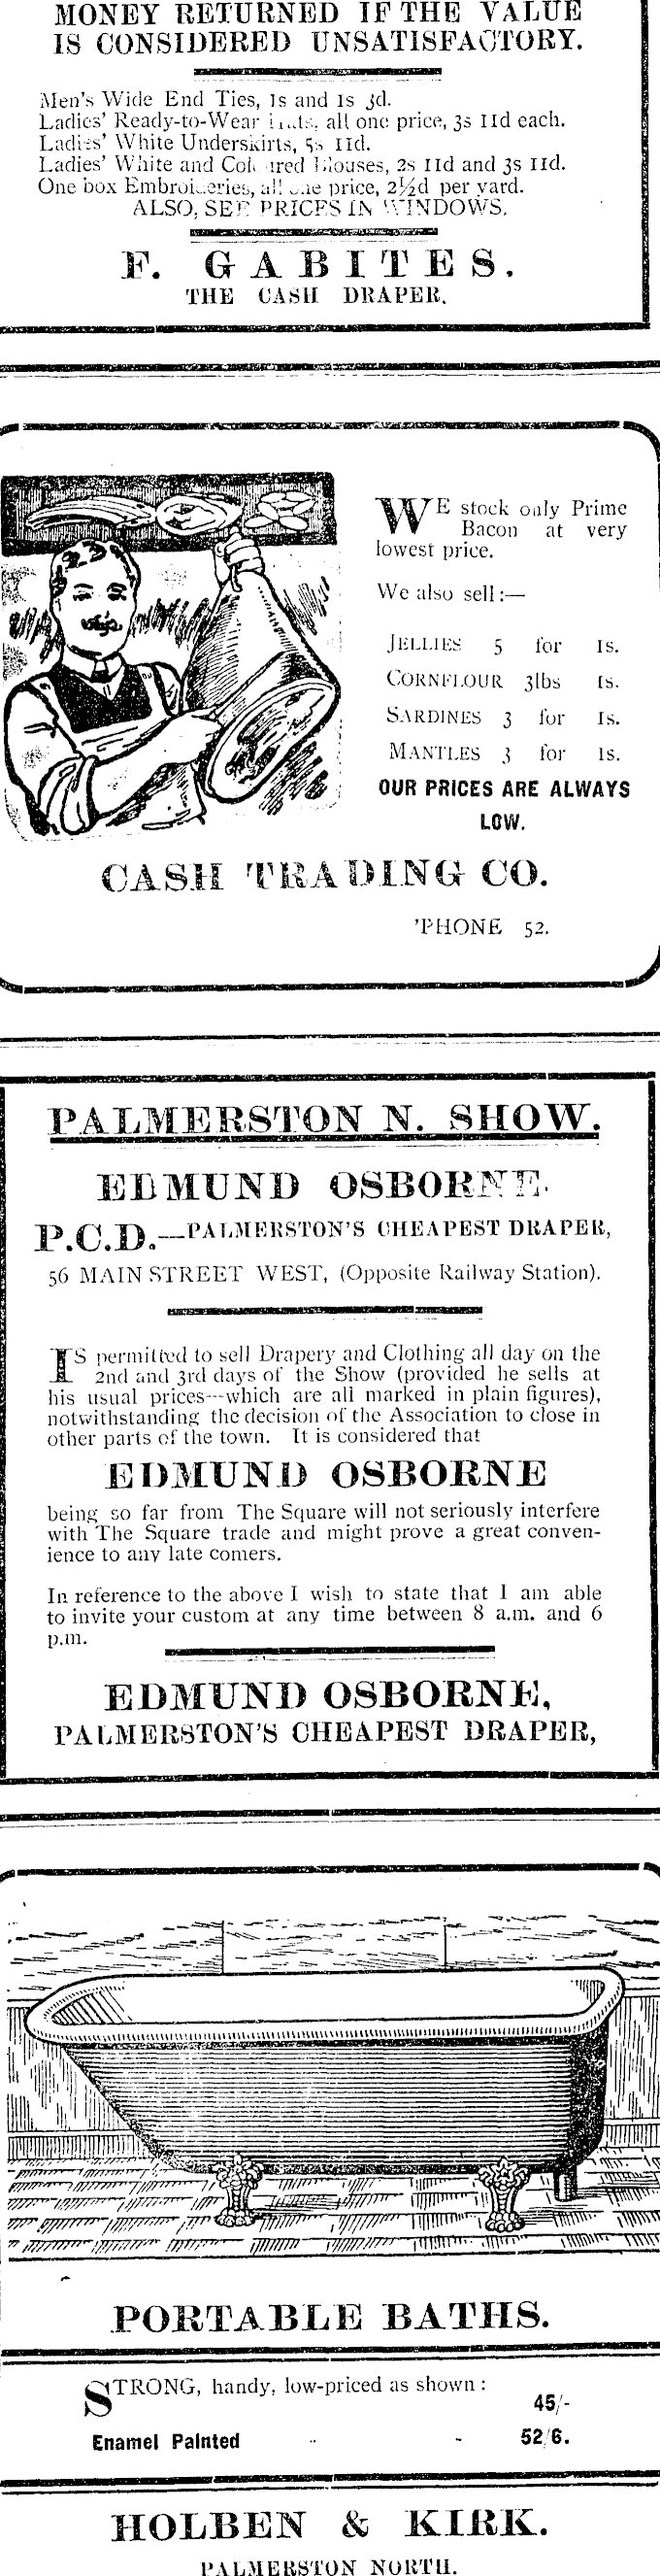 MONEY RETURNED IF THE VALUE
IS CONSIDERED UNSATISFACTORY.
Men's Wide End Ties, 1s and 1s 3d.
Ladies' Ready-to-Wear Hats, all one price, 3s 11d each.
Ladies' White Underskirts, 5s 11d.
Ladies' White and Coloured Blouses, 2s 11d and 3s 11d.
One box Embroideries, all one price, 2½d per yard.
ALSO, SEE PRICES IN WINDOWS.
F. GABITES.
THE CASH DRAPER.
WE stock only Prime
Bacon at very
lowest price.
We also sell:—
JELLIES 5 for 1s.
CORNFLOUR 3lbs 1s.
SARDINES 3 for 1s.
MANTLES 3 for 1s.
OUR PRICES ARE ALWAYS
LOW.
CASH TRADING CO.
'PHONE 52.
PALMERSTON N. SHOW.
EDMUND OSBORNE.
P.C.D.—PALMERSTON'S CHEAPEST DRAPER,
56 MAIN STREET WEST, (Opposite Railway Station).
IS permitted to sell Drapery and Clothing all day on the
2nd and 3rd days of the Show (provided he sells at
his usual prices—which are all marked in plain figures),
notwithstanding the decision of the Association to close in
other parts of the town. It is considered that
EDMUND OSBORNE
being so far from The Square will not seriously interfere
with The Square trade and might prove a great conven-
ience to any late comers.
In reference to the above I wish to state that I am able
to invite your custom at any time between 8 a.m. and 6
p.m.
EDMUND OSBORNE,
PALMERSTON'S CHEAPEST DRAPER,
PORTABLE BATHS.
STRONG, handy, low-priced as shown :
45/-
Enamel Painted .. - 52/6.
HOLBEN & KIRK.
PALMERSTON NORTH.